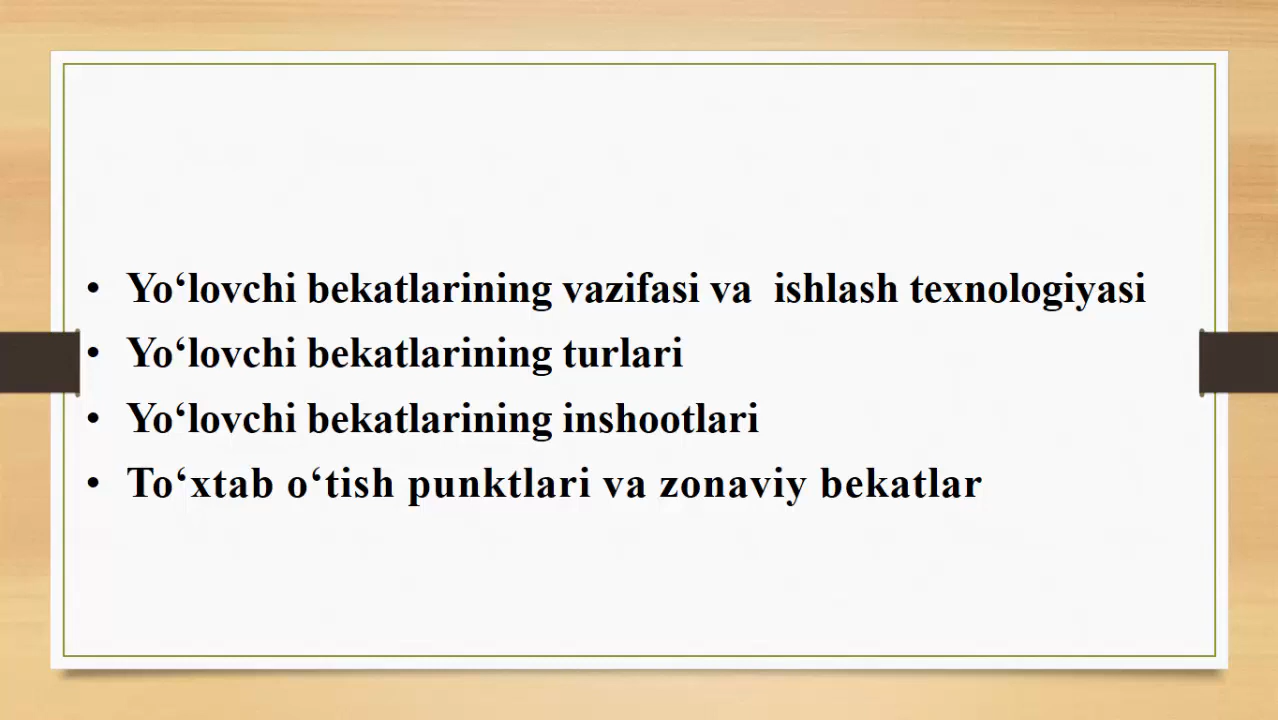 • Yo‘lovchi bekatlarining vazifasi va  ishlash texnologiyasi
• Yo‘lovchi bekatlarining turlari
• Yo‘lovchi bekatlarining inshootlari
• To‘xtab o‘tish punktlari va zonaviy bekatlar